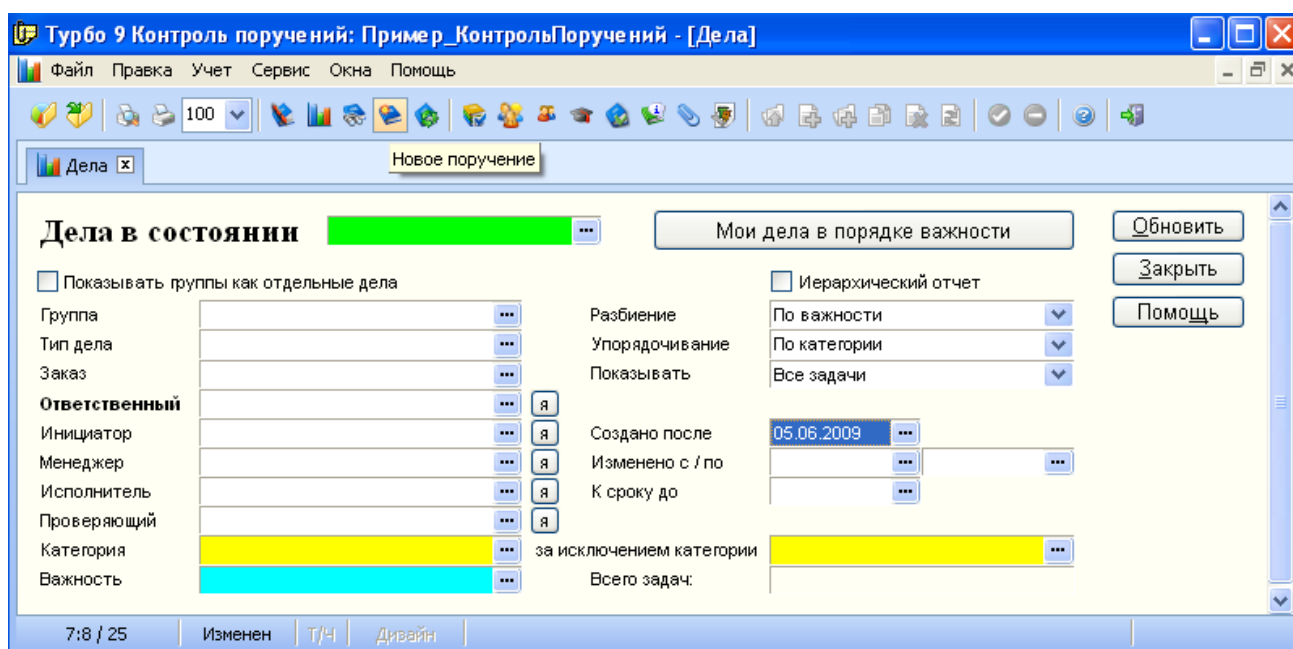 Турбо 9 Контроль поручений: Пример_КонтрольПоручений - [Дела]
Файл Правка Учет Сервис Окна Помощь
100
Дела
Новое поручение
Дела в состоянии ... Мои дела в порядке важности Обновить
Показывать группы как отдельные дела Иерархический отчет Закрыть
Группа ... Разбиение По важности Помощь
Тип дела ... Упорядочивание По категории
Заказ ... Показывать Все задачи
Ответственный ... я
Инициатор ... я Создано после 05.06.2009 ...
Менеджер ... я Изменено с / по ... ...
Исполнитель ... я К сроку до ...
Проверяющий ... я
Категория ... за исключением категории ...
Важность ... Всего задач:
7:8 / 25 Изменен Т/Ч Дизайн